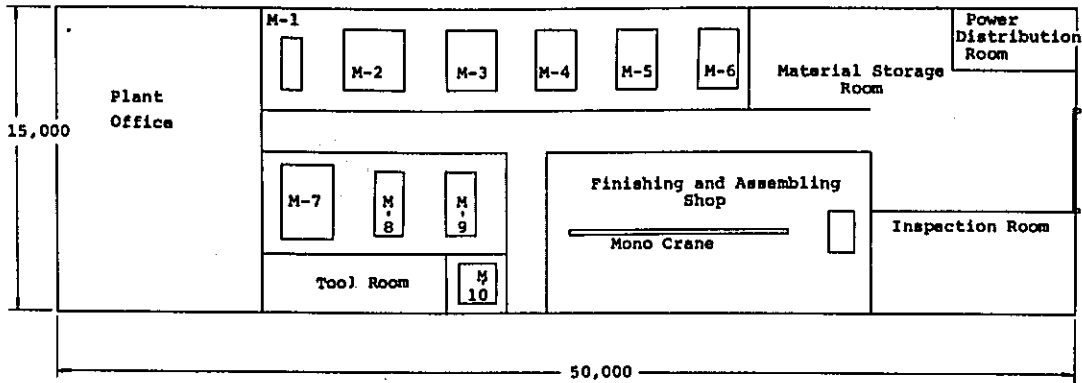 M-1
Power
Distribution
Room
M-2
M-3
M-4
M-5
M-6
Material Storage
Room
Plant
Office
15,000
M-7
M-8
M-9
Finishing and Assembling
Shop
Mono Crane
Inspection Room
Tool Room
M-10
50,000